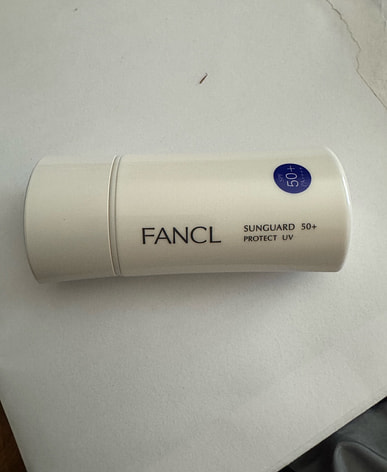 FANCL
SUNGUARD 50+
PROTECT UV
50+